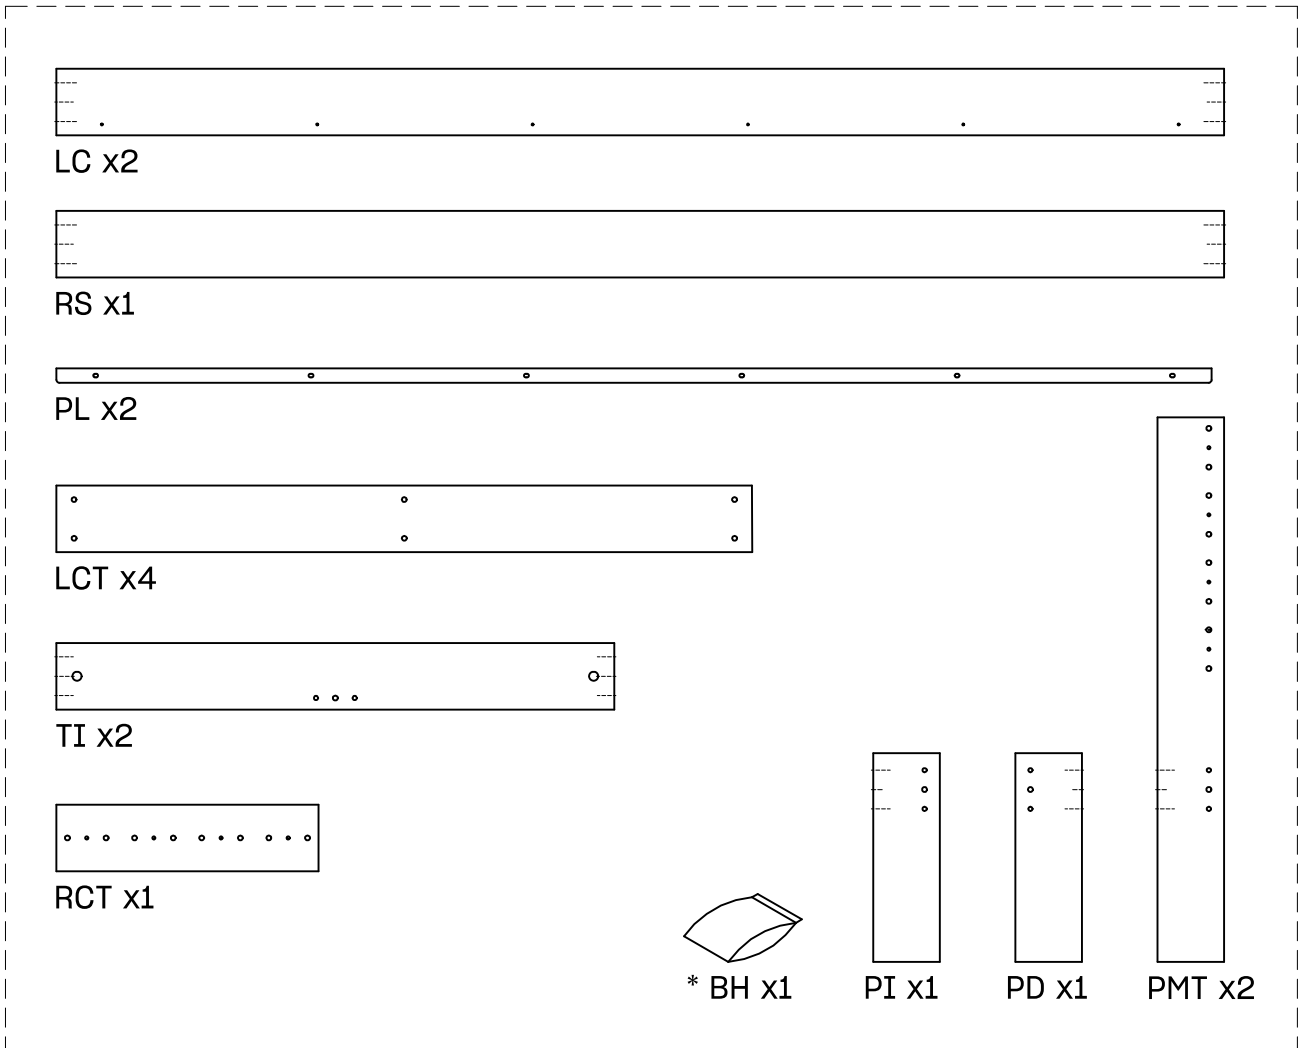 LC x2
RS x1
PL x2
LCT x4
TI x2
RCT x1
* BH x1
PI x1
PD x1
PMT x2